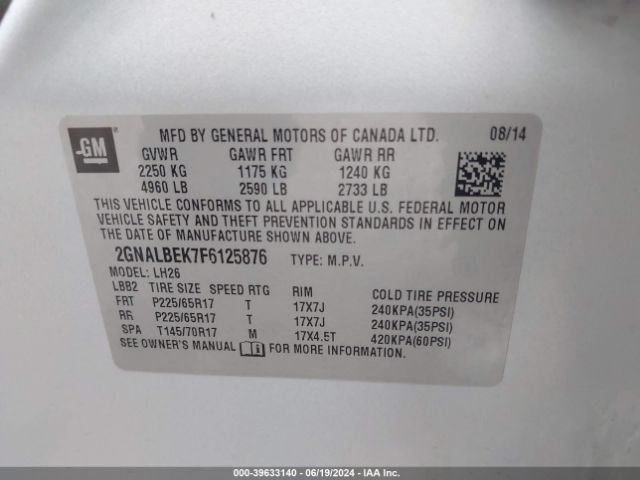 GM
MFD BY GENERAL MOTORS OF CANADA LTD. 08/14
GVWR GAWR FRT GAWR RR
2250 KG 1175 KG 1240 KG
4960 LB 2590 LB 2733 LB
THIS VEHICLE CONFORMS TO ALL APPLICABLE U.S. FEDERAL MOTOR
VEHICLE SAFETY AND THEFT PREVENTION STANDARDS IN EFFECT ON
THE DATE OF MANUFACTURE SHOWN ABOVE.
2GNALBEK7F6125876 TYPE: M.P.V.
MODEL: LH26
LBB2 TIRE SIZE SPEED RTG RIM COLD TIRE PRESSURE
FRT P225/65R17 T 17X7J 240KPA(35PSI)
RR P225/65R17 T 17X7J 240KPA(35PSI)
SPA T145/70R17 M 17X4.5T 420KPA(60PSI)
SEE OWNER'S MANUAL FOR MORE INFORMATION.
000-39633140 - 06/19/2024 - IAA Inc.